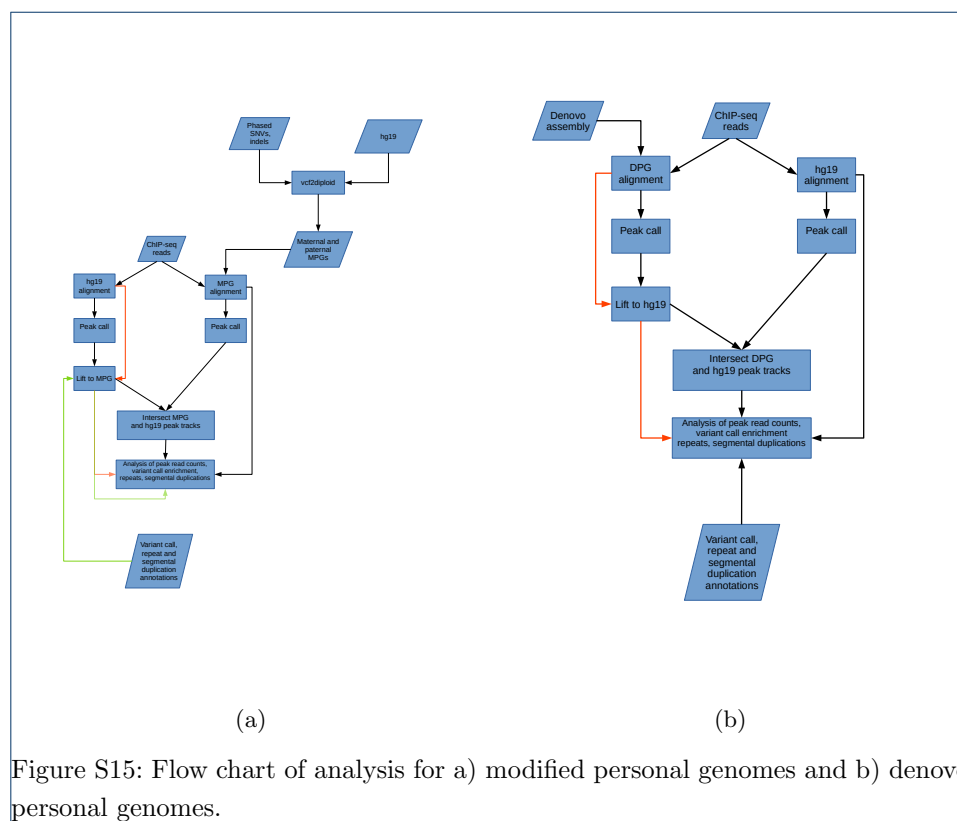 Phased
SNVs,
indels
hg19
vcf2diploid
Maternal and
paternal
MPGs
ChIP-seq
reads
hg19
alignment
MPG
alignment
Peak call
Peak call
Lift to MPG
Intersect MPG
and hg19 peak tracks
Analysis of peak read counts,
variant call enrichment,
repeats, segmental duplications
Variant call,
repeat and
segmental
duplication
annotations
(a)
Denovo
assembly
ChIP-seq
reads
DPG
alignment
hg19
alignment
Peak call
Peak call
Lift to hg19
Intersect DPG
and hg19 peak tracks
Analysis of peak read counts,
variant call enrichment
repeats, segmental duplications
Variant call,
repeat and
segmental
duplication
annotations
(b)
Figure S15: Flow chart of analysis for a) modified personal genomes and b) denovo
personal genomes.